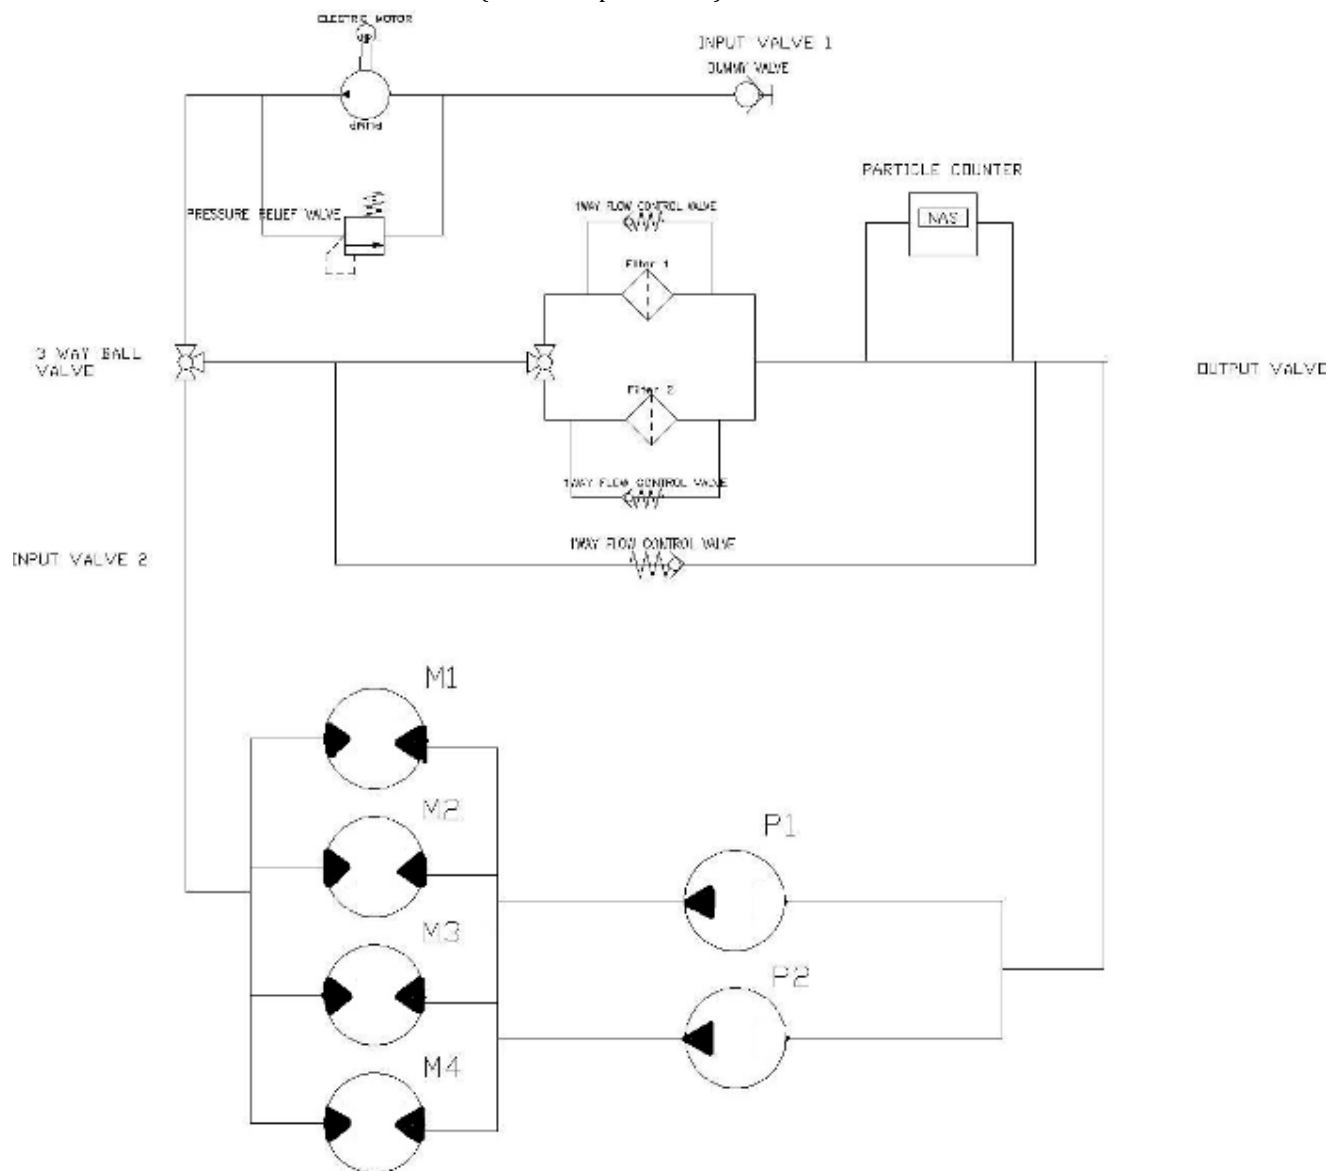 ELECTRIC MOTOR
INPUT VALVE 1
DUMMY VALVE
PUMP
PARTICLE COUNTER
NAS
PRESSURE RELIEF VALVE
1WAY FLOW CONTROL VALVE
Filter 1
3 WAY BALL
VALVE
OUTPUT VALVE
Filter 2
1WAY FLOW CONTROL VALVE
1WAY FLOW CONTROL VALVE
INPUT VALVE 2
M1
M2
P1
M3
P2
M4